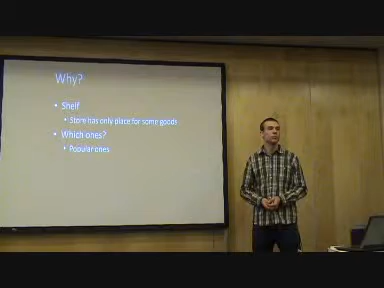 Why?
• Shelf
• Store has only place for some goods
• Which ones?
• Popular ones